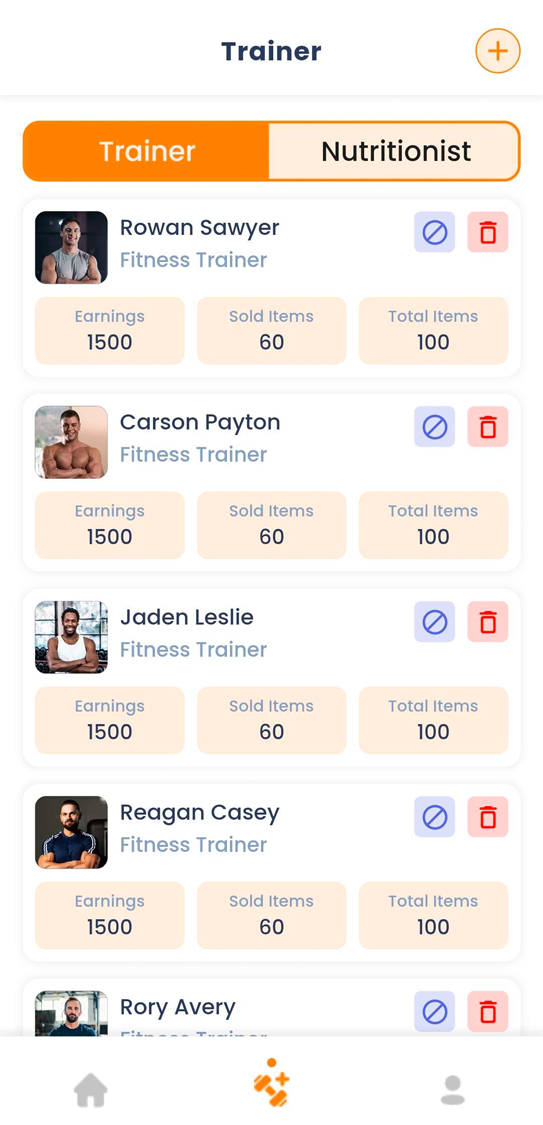 Trainer
Trainer Nutritionist
Rowan Sawyer
Fitness Trainer
Earnings Sold Items Total Items
1500 60 100
Carson Payton
Fitness Trainer
Earnings Sold Items Total Items
1500 60 100
Jaden Leslie
Fitness Trainer
Earnings Sold Items Total Items
1500 60 100
Reagan Casey
Fitness Trainer
Earnings Sold Items Total Items
1500 60 100
Rory Avery
Fitness Trainer